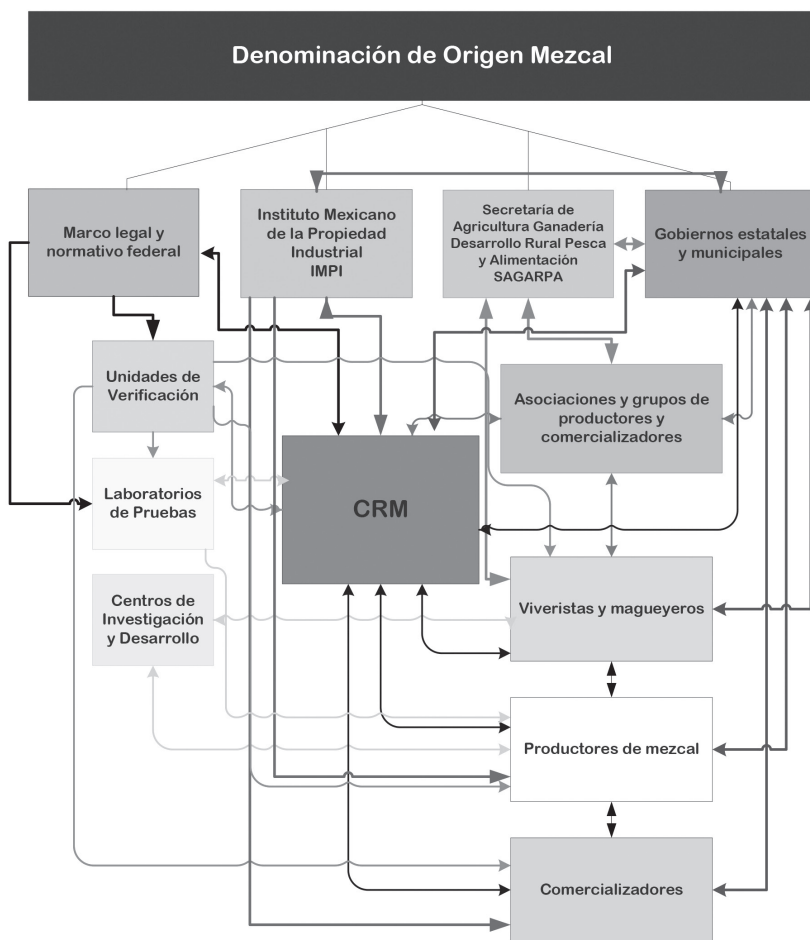 Denominación de Origen Mezcal
Marco legal y
normativo federal
Instituto Mexicano
de la Propiedad
Industrial
IMPI
Secretaría de
Agricultura Ganadería
Desarrollo Rural Pesca
y Alimentación
SAGARPA
Gobiernos estatales
y municipales
Unidades de
Verificación
Asociaciones y grupos de
productores y
comercializadores
Laboratorios
de Pruebas
CRM
Centros de
Investigación
y Desarrollo
Viveristas y magueyeros
Productores de mezcal
Comercializadores